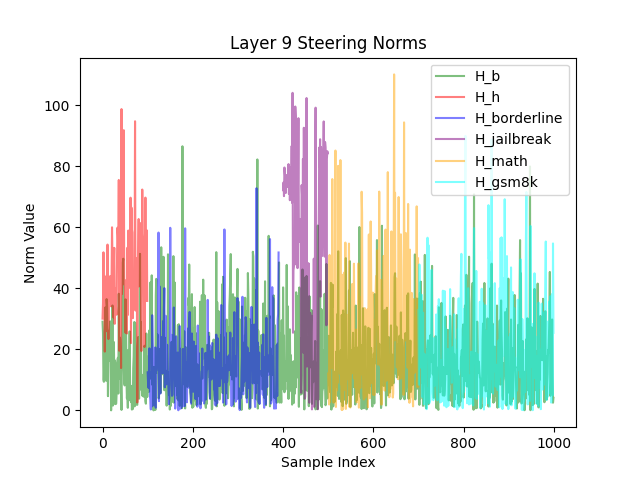 Layer 9 Steering Norms
Norm Value
100
80
60
40
20
0
H_b
H_h
H_borderline
H_jailbreak
H_math
H_gsm8k
0
200
400
600
800
1000
Sample Index